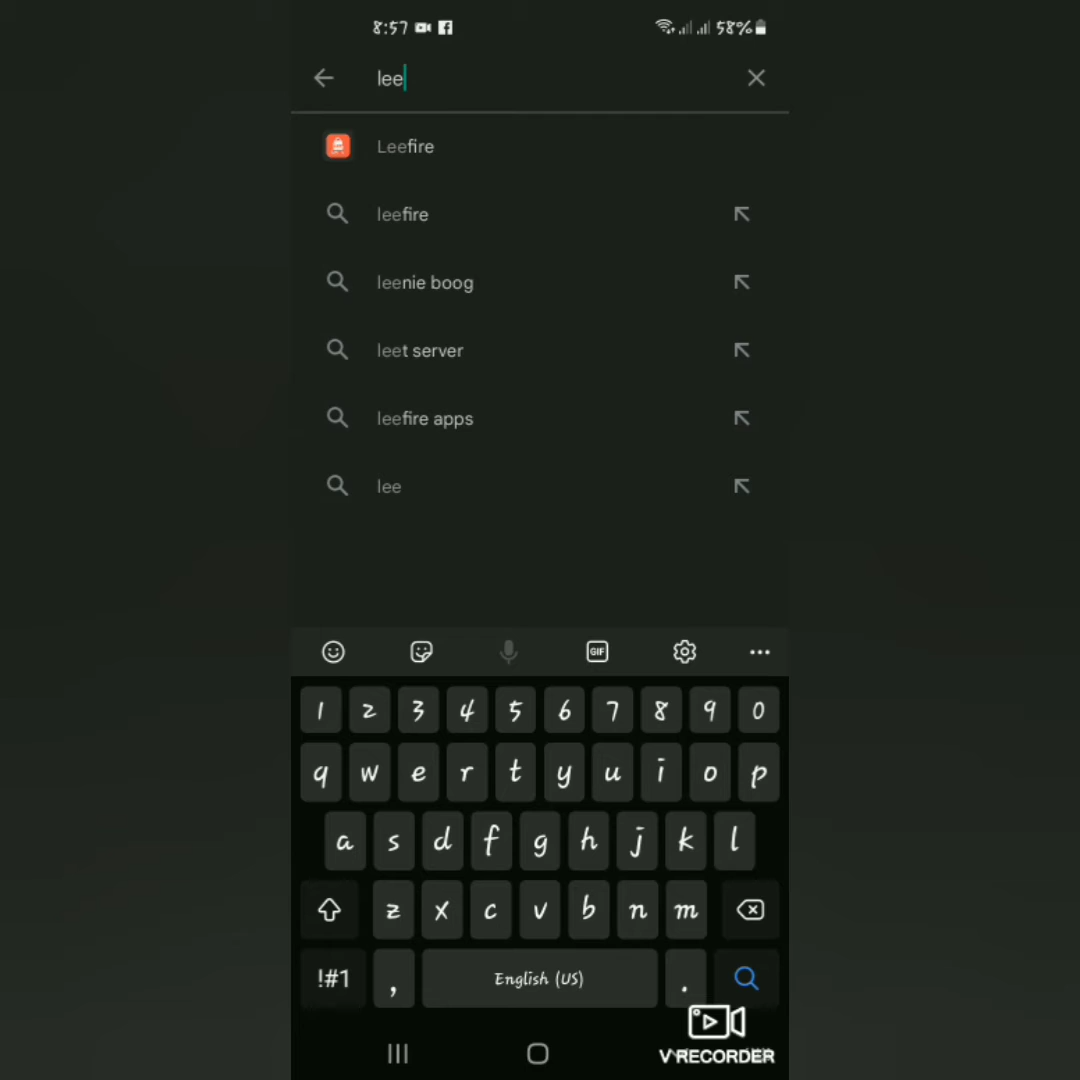 8:57 58%
lee
Leefire
leefire
leenie boog
leet server
leefire apps
lee
GIF
1 2 3 4 5 6 7 8 9 0
q w e r t y u i o p
a s d f g h j k l
z x c v b n m
!#1 , English (US) .
V RECORDER